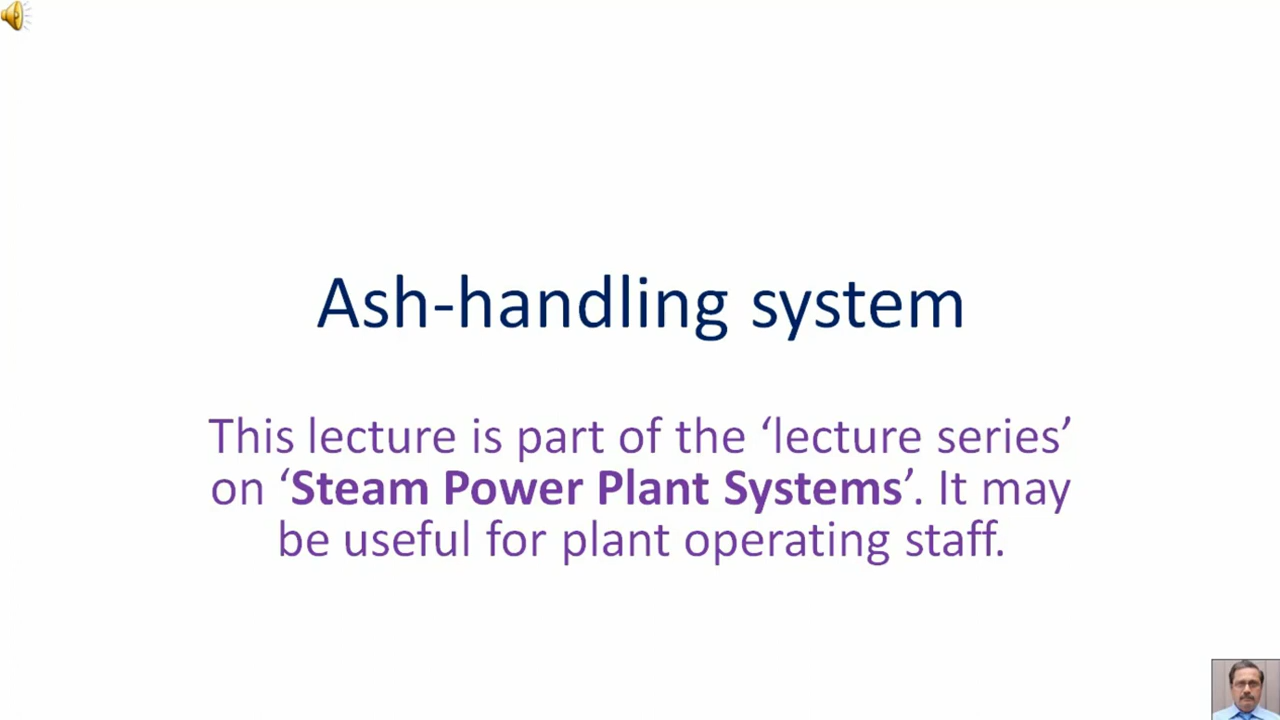 Ash-handling system
This lecture is part of the ‘lecture series’
on ‘Steam Power Plant Systems’. It may
be useful for plant operating staff.